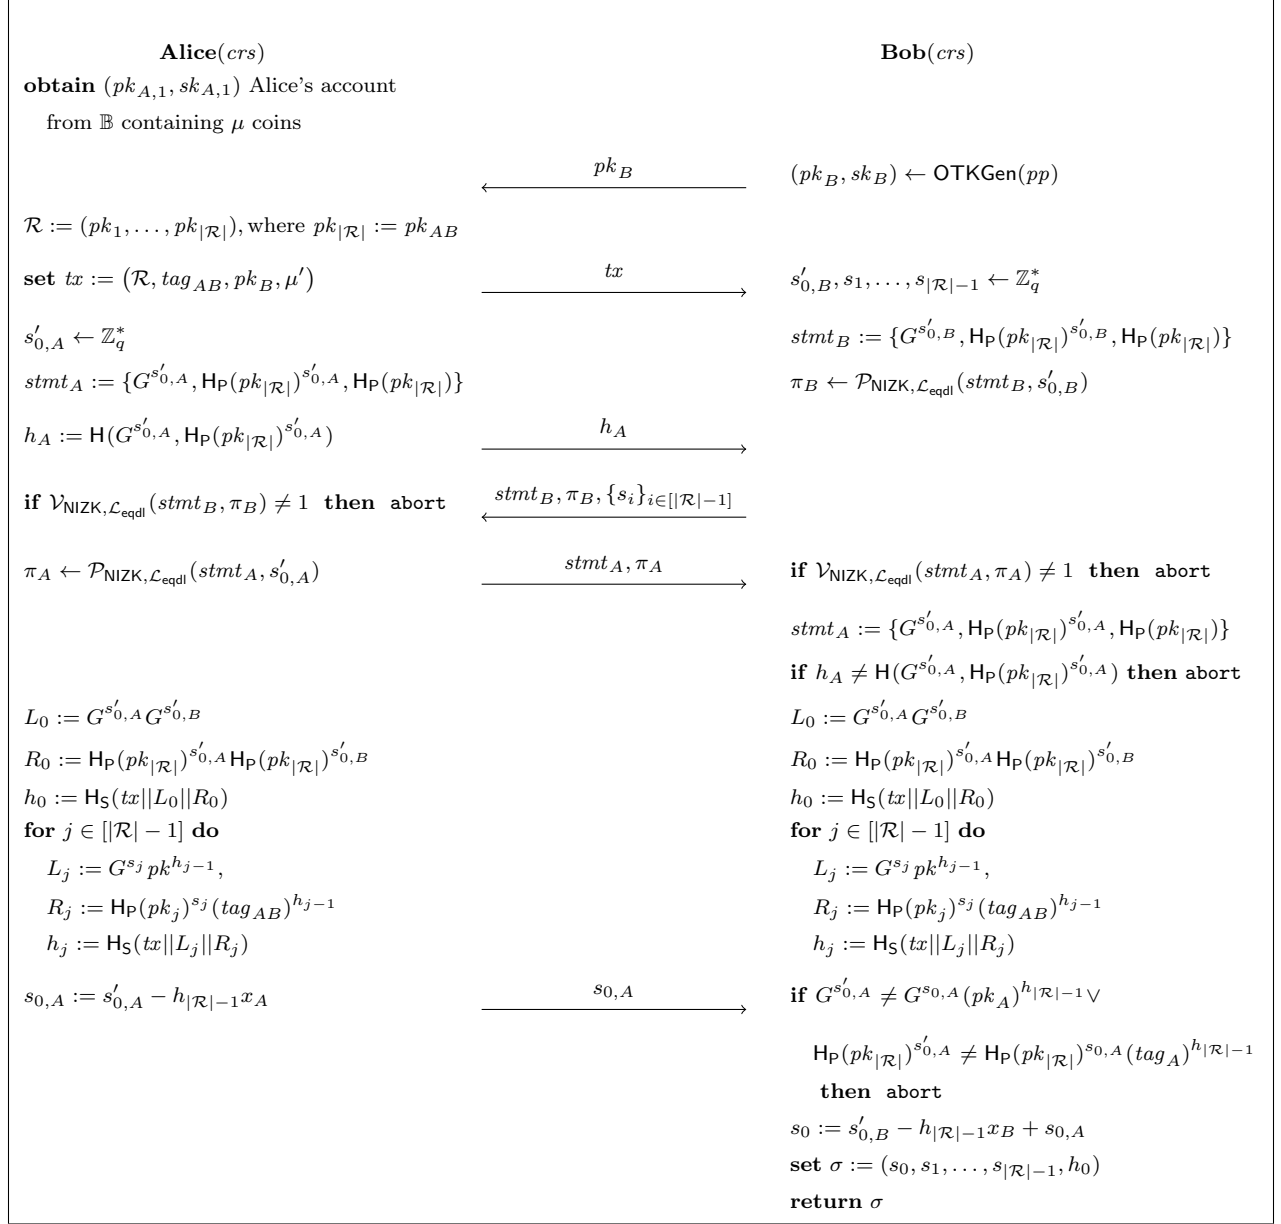 Alice(crs) Bob(crs)
obtain (pk_{A,1}, sk_{A,1}) Alice's account
from 𝔹 containing μ coins
pk_B (pk_B, sk_B) ← OTKGen(pp)
ℛ := (pk_1, . . . , pk_{|ℛ|}), where pk_{|ℛ|} := pk_{AB}
set tx := (ℛ, tag_{AB}, pk_B, μ′) tx s′_{0,B}, s_1, . . . , s_{|ℛ|−1} ← ℤ*_q
s′_{0,A} ← ℤ*_q stmt_B := {G^{s′_{0,B}}, H_P(pk_{|ℛ|})^{s′_{0,B}}, H_P(pk_{|ℛ|})}
stmt_A := {G^{s′_{0,A}}, H_P(pk_{|ℛ|})^{s′_{0,A}}, H_P(pk_{|ℛ|})} π_B ← 𝒫_{NIZK,ℒ_eqdl}(stmt_B, s′_{0,B})
h_A := H(G^{s′_{0,A}}, H_P(pk_{|ℛ|})^{s′_{0,A}}) h_A
if 𝒱_{NIZK,ℒ_eqdl}(stmt_B, π_B) ≠ 1 then abort stmt_B, π_B, {s_i}_{i∈[|ℛ|−1]}
π_A ← 𝒫_{NIZK,ℒ_eqdl}(stmt_A, s′_{0,A}) stmt_A, π_A if 𝒱_{NIZK,ℒ_eqdl}(stmt_A, π_A) ≠ 1 then abort
stmt_A := {G^{s′_{0,A}}, H_P(pk_{|ℛ|})^{s′_{0,A}}, H_P(pk_{|ℛ|})}
if h_A ≠ H(G^{s′_{0,A}}, H_P(pk_{|ℛ|})^{s′_{0,A}}) then abort
L_0 := G^{s′_{0,A}} G^{s′_{0,B}} L_0 := G^{s′_{0,A}} G^{s′_{0,B}}
R_0 := H_P(pk_{|ℛ|})^{s′_{0,A}} H_P(pk_{|ℛ|})^{s′_{0,B}} R_0 := H_P(pk_{|ℛ|})^{s′_{0,A}} H_P(pk_{|ℛ|})^{s′_{0,B}}
h_0 := H_S(tx||L_0||R_0) h_0 := H_S(tx||L_0||R_0)
for j ∈ [|ℛ| − 1] do for j ∈ [|ℛ| − 1] do
L_j := G^{s_j} pk^{h_{j−1}}, L_j := G^{s_j} pk^{h_{j−1}},
R_j := H_P(pk_j)^{s_j} (tag_{AB})^{h_{j−1}} R_j := H_P(pk_j)^{s_j} (tag_{AB})^{h_{j−1}}
h_j := H_S(tx||L_j||R_j) h_j := H_S(tx||L_j||R_j)
s_{0,A} := s′_{0,A} − h_{|ℛ|−1} x_A s_{0,A} if G^{s′_{0,A}} ≠ G^{s_{0,A}} (pk_A)^{h_{|ℛ|−1}} ∨
H_P(pk_{|ℛ|})^{s′_{0,A}} ≠ H_P(pk_{|ℛ|})^{s_{0,A}} (tag_A)^{h_{|ℛ|−1}}
then abort
s_0 := s′_{0,B} − h_{|ℛ|−1} x_B + s_{0,A}
set σ := (s_0, s_1, . . . , s_{|ℛ|−1}, h_0)
return σ